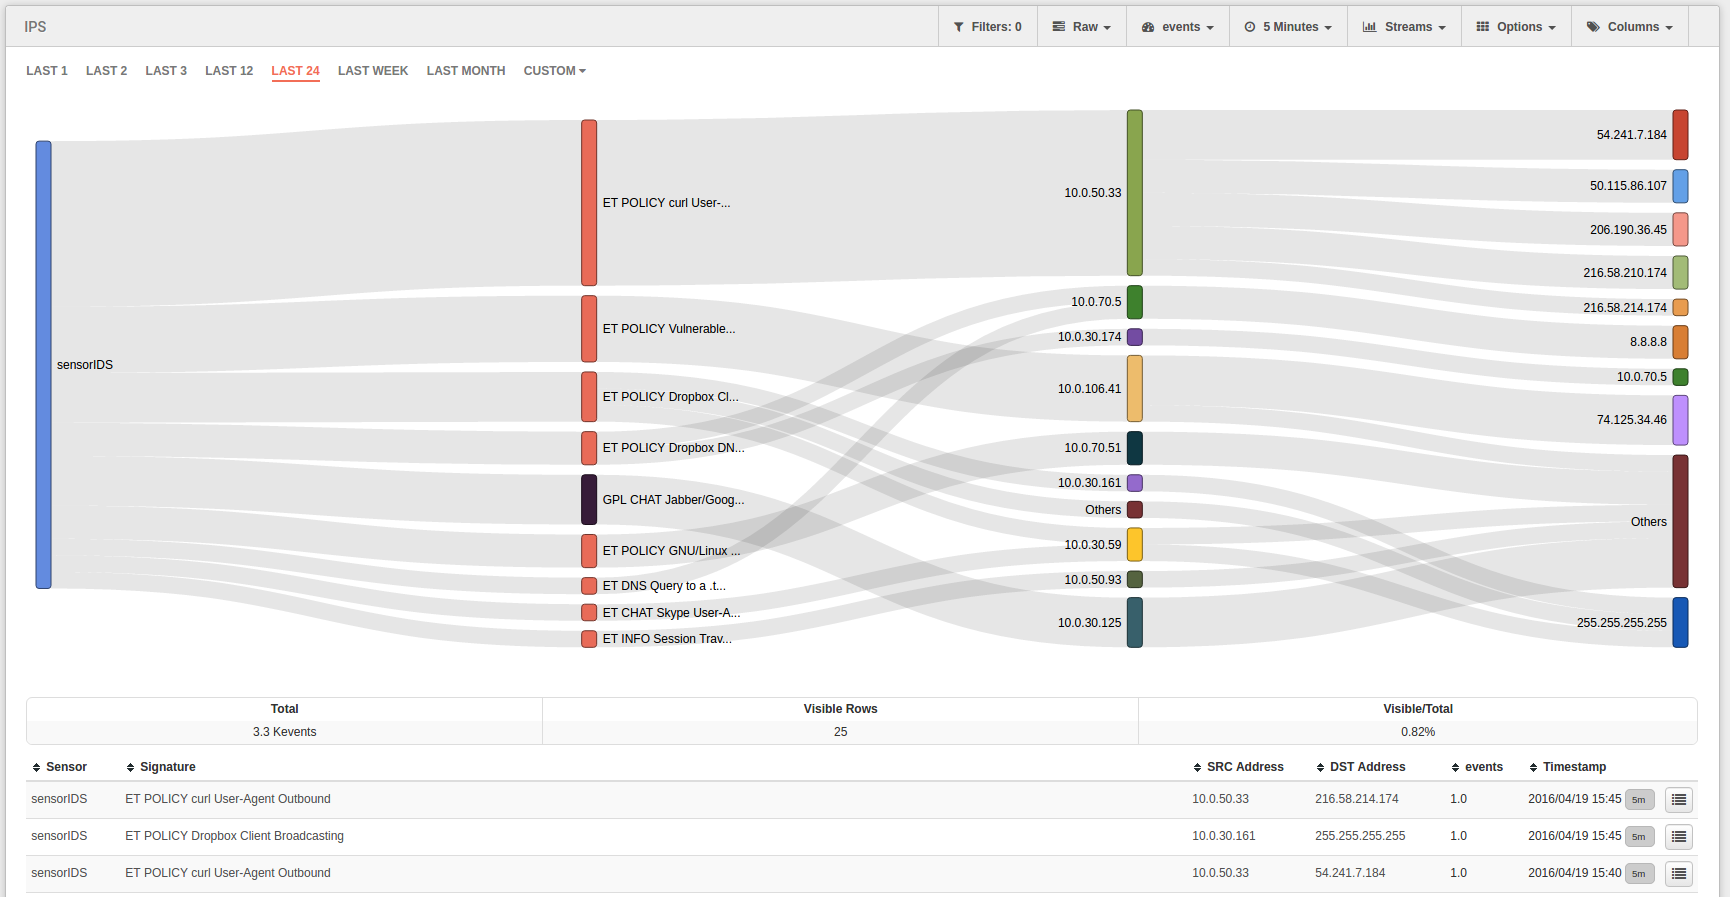 IPS
Filters: 0 Raw events 5 Minutes Streams Options Columns
LAST 1 LAST 2 LAST 3 LAST 12 LAST 24 LAST WEEK LAST MONTH CUSTOM
sensorIDS
ET POLICY curl User-...
ET POLICY Vulnerable...
ET POLICY Dropbox Cl...
ET POLICY Dropbox DN...
GPL CHAT Jabber/Goog...
ET POLICY GNU/Linux ...
ET DNS Query to a .t...
ET CHAT Skype User-A...
ET INFO Session Trav...
10.0.50.33
10.0.70.5
10.0.30.174
10.0.106.41
10.0.70.51
10.0.30.161
Others
10.0.30.59
10.0.50.93
10.0.30.125
54.241.7.184
50.115.86.107
206.190.36.45
216.58.210.174
216.58.214.174
8.8.8.8
10.0.70.5
74.125.34.46
Others
255.255.255.255
Total Visible Rows Visible/Total
3.3 Kevents 25 0.82%
Sensor Signature SRC Address DST Address events Timestamp
sensorIDS ET POLICY curl User-Agent Outbound 10.0.50.33 216.58.214.174 1.0 2016/04/19 15:45 5m
sensorIDS ET POLICY Dropbox Client Broadcasting 10.0.30.161 255.255.255.255 1.0 2016/04/19 15:45 5m
sensorIDS ET POLICY curl User-Agent Outbound 10.0.50.33 54.241.7.184 1.0 2016/04/19 15:40 5m